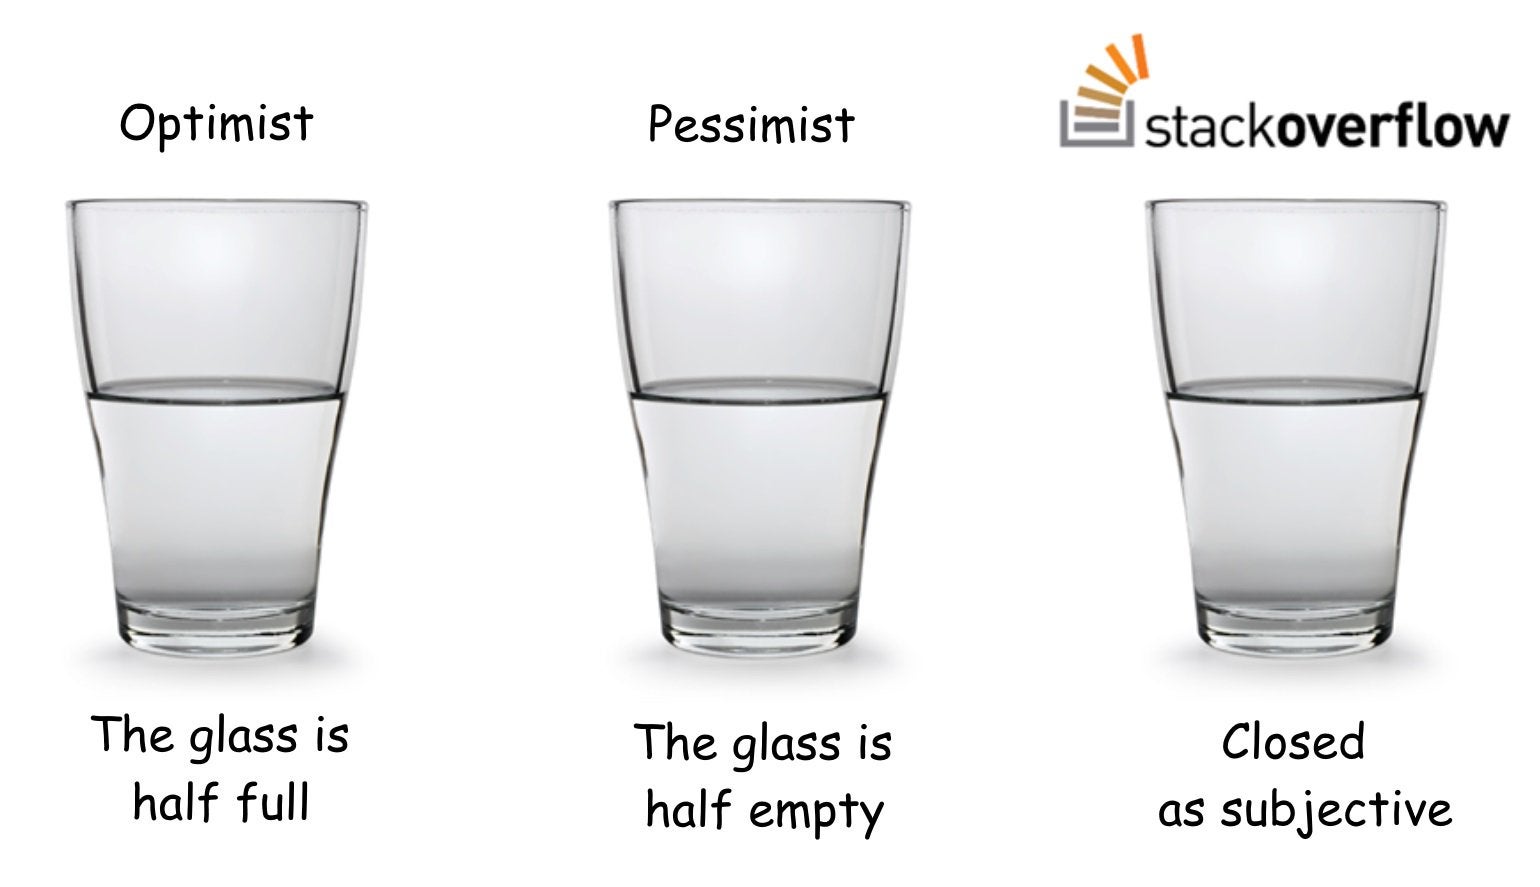 Optimist
Pessimist
stackoverflow
The glass is
half full
The glass is
half empty
Closed
as subjective